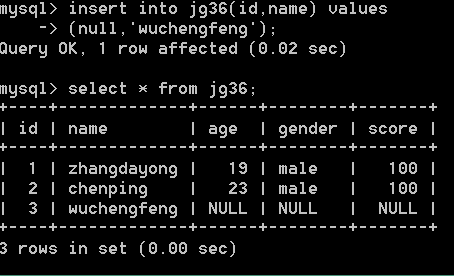 mysql> insert into jg36(id,name) values
    -> (null,'wuchengfeng');
Query OK, 1 row affected (0.02 sec)
mysql> select * from jg36;
+----+-------------+------+--------+-------+
| id | name        | age  | gender | score |
+----+-------------+------+--------+-------+
|  1 | zhangdayong |   19 | male   |   100 |
|  2 | chenping    |   23 | male   |   100 |
|  3 | wuchengfeng | NULL | NULL   |  NULL |
+----+-------------+------+--------+-------+
3 rows in set (0.00 sec)